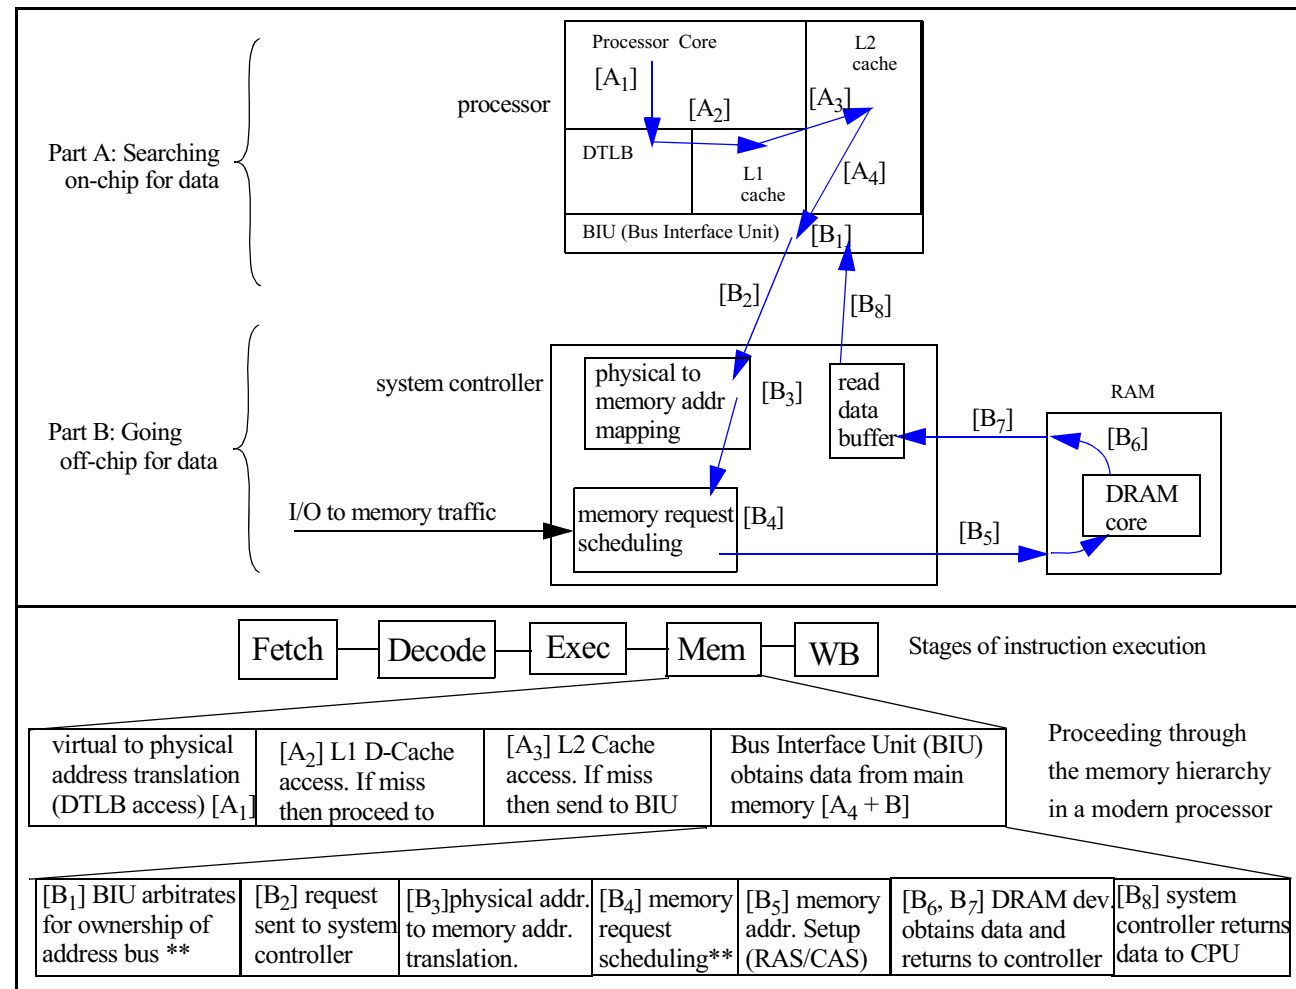 Processor Core
L2
cache
[A1]
[A2]
[A3]
processor
DTLB
L1
cache
[A4]
Part A: Searching
on-chip for data
BIU (Bus Interface Unit)
[B1]
[B2]
[B8]
system controller
physical to
memory addr
mapping
[B3]
read
data
buffer
RAM
[B7]
[B6]
Part B: Going
off-chip for data
DRAM
core
I/O to memory traffic
memory request
scheduling
[B4]
[B5]
Fetch
Decode
Exec
Mem
WB
Stages of instruction execution
virtual to physical
address translation
(DTLB access) [A1]
[A2] L1 D-Cache
access. If miss
then proceed to
[A3] L2 Cache
access. If miss
then send to BIU
Bus Interface Unit (BIU)
obtains data from main
memory [A4 + B]
Proceeding through
the memory hierarchy
in a modern processor
[B1] BIU arbitrates
for ownership of
address bus **
[B2] request
sent to system
controller
[B3]physical addr.
to memory addr.
translation.
[B4] memory
request
scheduling**
[B5] memory
addr. Setup
(RAS/CAS)
[B6, B7] DRAM dev.
obtains data and
returns to controller
[B8] system
controller returns
data to CPU